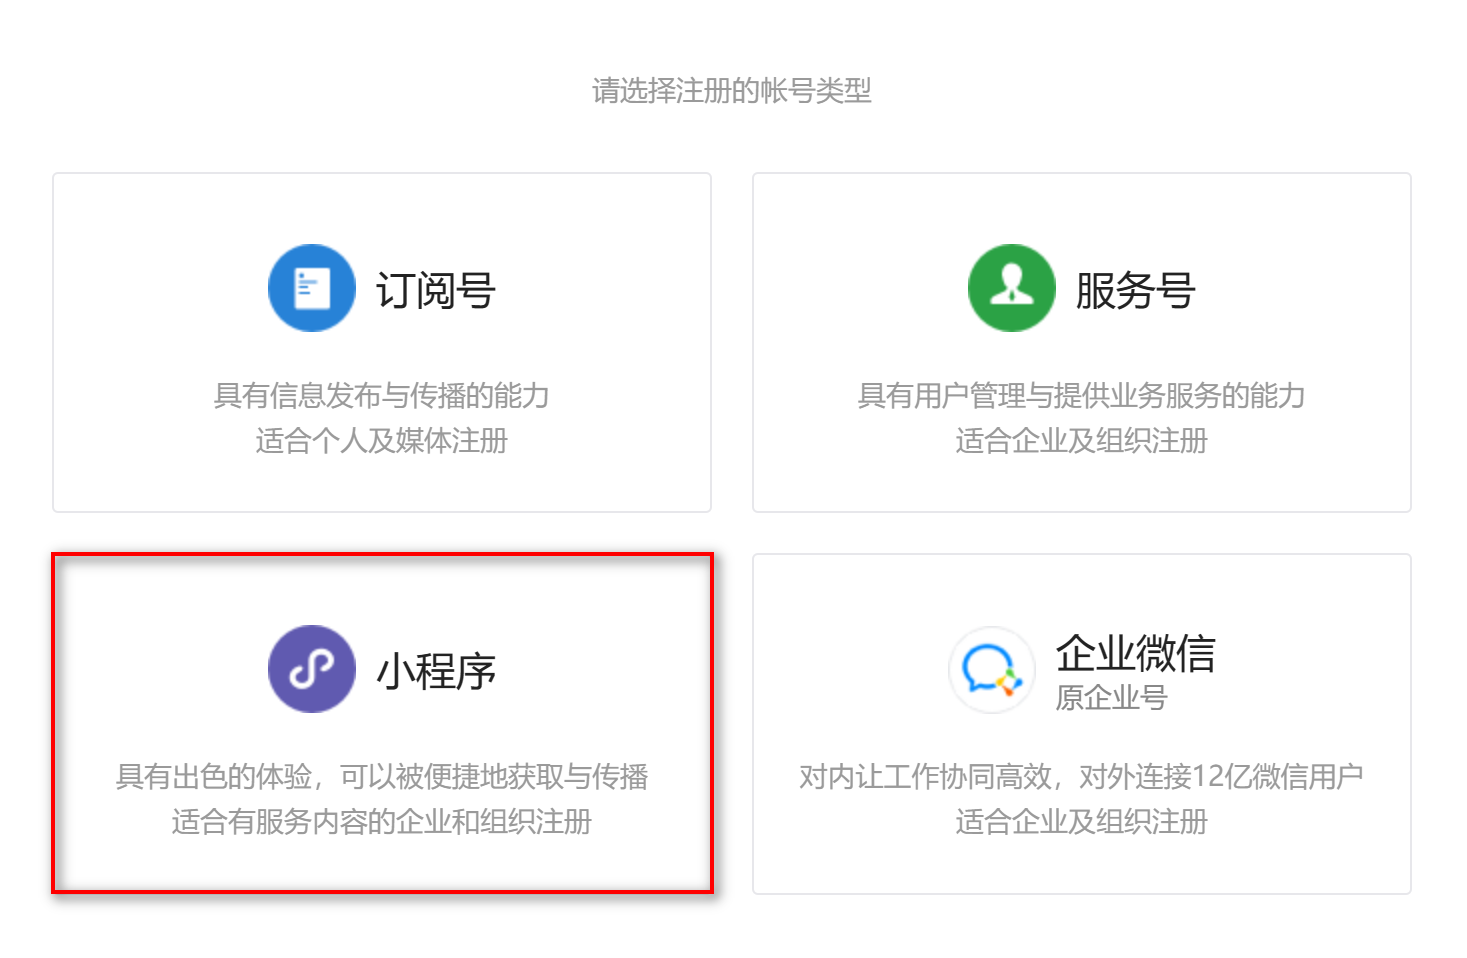 请选择注册的帐号类型
订阅号
具有信息发布与传播的能力
适合个人及媒体注册
服务号
具有用户管理与提供业务服务的能力
适合企业及组织注册
小程序
具有出色的体验，可以被便捷地获取与传播
适合有服务内容的企业和组织注册
企业微信
原企业号
对内让工作协同高效，对外连接12亿微信用户
适合企业及组织注册